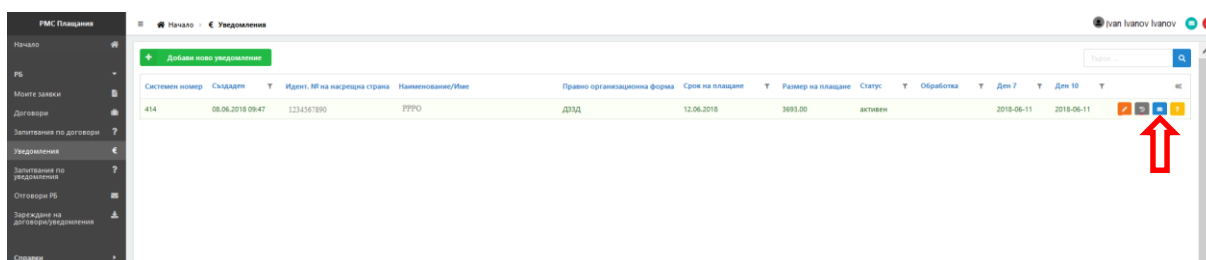 РМС Плащания
Начало › € Уведомления
Ivan Ivanov Ivanov
Начало
РБ
Моите заявки
Договори
Запитвания по договори ?
Уведомления €
Запитвания по уведомления ?
Отговори РБ
Зареждане на договори/уведомления
Справки
+ Добави ново уведомление
Търси ...
Системен номер Създаден Идент. № на насрещна страна Наименование/Име Правно организационна форма Срок на плащане Размер на плащане Статус Обработка Ден 7 Ден 10
414 08.06.2018 09:47 1234567890 PPPO ДЗЗД 12.06.2018 3693.00 активен 2018-06-11 2018-06-11 ?